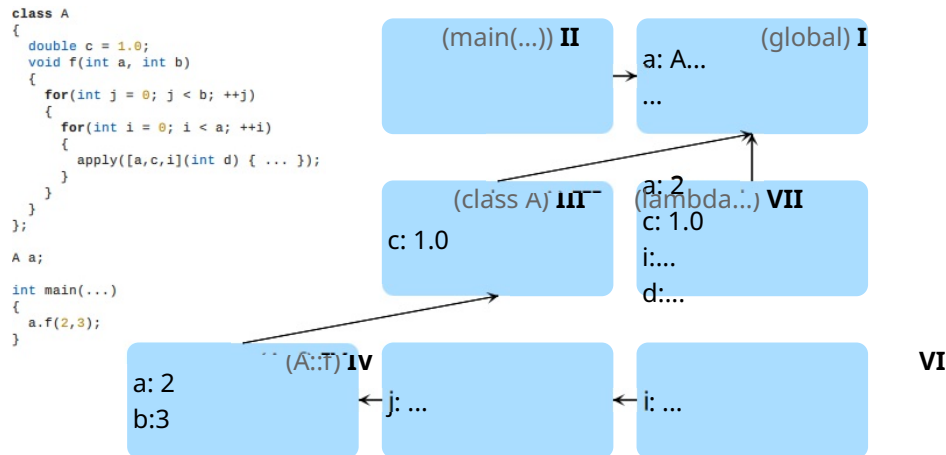 class A
{
double c = 1.0;
void f(int a, int b)
{
for(int j = 0; j < b; ++j)
{
for(int i = 0; i < a; ++i)
{
apply([a,c,i](int d) { ... });
}
}
}
};
A a;
int main(...)
{
a.f(2,3);
}
(main(...)) II
(global) I
a: A...
...
(class A) III
c: 1.0
a: 2
(lambda...) VII
c: 1.0
i:...
d:...
(A::f) IV
a: 2
b:3
j: ...
VI
i: ...